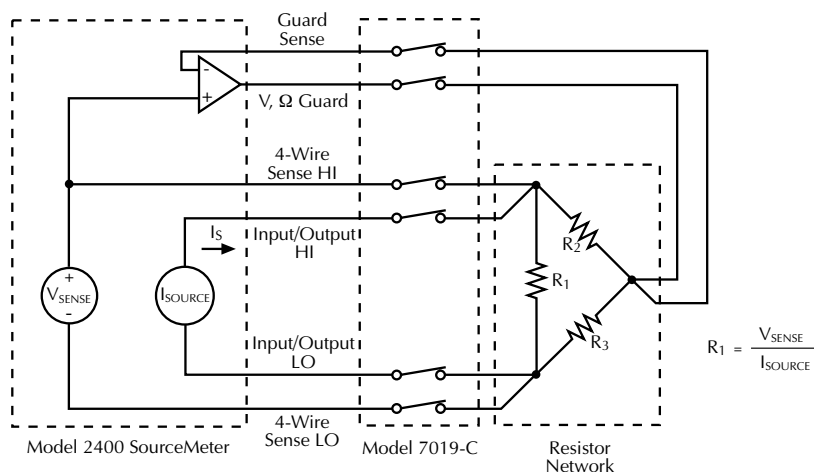 Guard
Sense
-
+
V, Ω Guard
4-Wire
Sense HI
IS
Input/Output
HI
+
VSENSE
-
ISOURCE
R1
R2
R3
R1 = VSENSE
ISOURCE
Input/Output
LO
4-Wire
Sense LO
Model 2400 SourceMeter
Model 7019-C
Resistor
Network